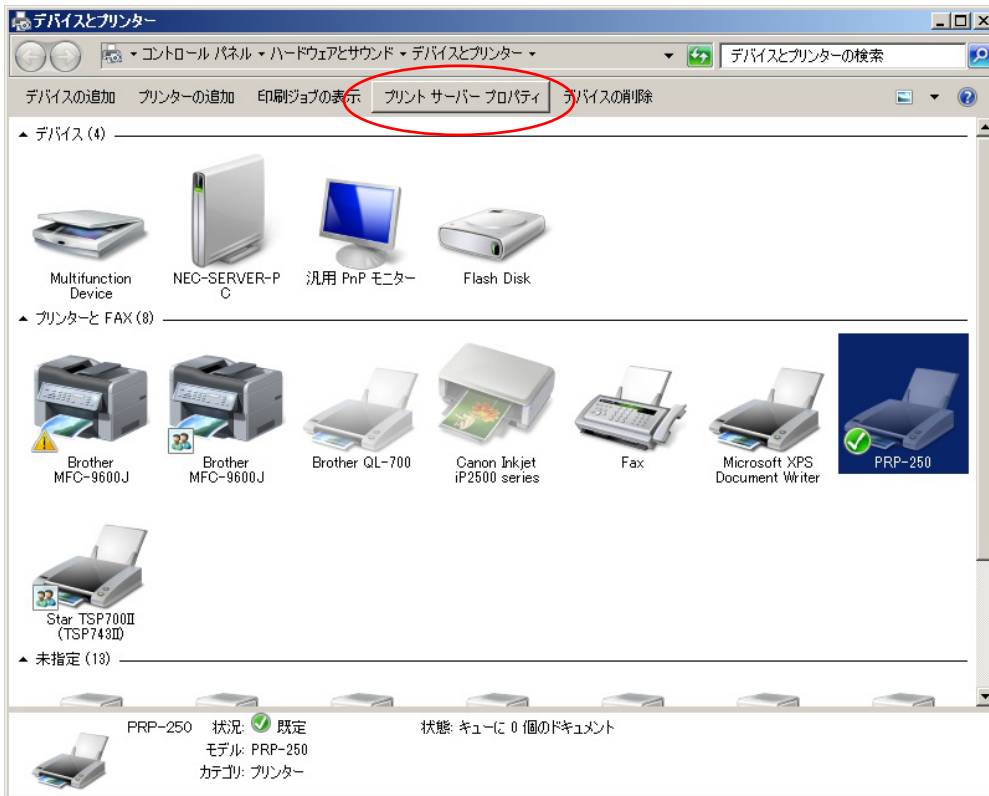 デバイスとプリンター
コントロール パネル ハードウェアとサウンド デバイスとプリンター デバイスとプリンターの検索
デバイスの追加 プリンターの追加 印刷ジョブの表示 プリント サーバー プロパティ デバイスの削除
デバイス (4)
Multifunction Device
NEC-SERVER-P
C
汎用 PnP モニター
Flash Disk
プリンターと FAX (8)
Brother
MFC-9600J
Brother
MFC-9600J
Brother QL-700
Canon Inkjet
iP2500 series
Fax
Microsoft XPS
Document Writer
PRP-250
Star TSP700II
(TSP743II)
未指定 (13)
PRP-250 状況: 既定 状態: キューに 0 個のドキュメント
モデル: PRP-250
カテゴリ: プリンター